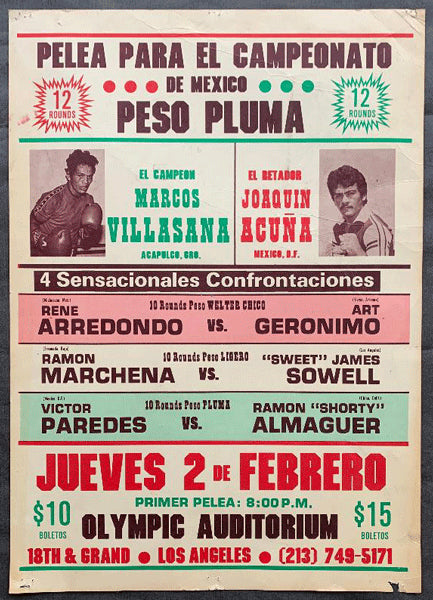 PELEA PARA EL CAMPEONATO
DE MEXICO
PESO PLUMA
12
ROUNDS
12
ROUNDS
EL CAMPEON
MARCOS
VILLASANA
ACAPULCO, GRO.
EL RETADOR
JOAQUIN
ACUÑA
MEXICO, D.F.
4 Sensacionales Confrontaciones
10 Rounds Peso WELTER CHICO
RENE
ARREDONDO
VS.
ART
GERONIMO
10 Rounds Peso LIGERO
(Los Angeles)
RAMON
MARCHENA
VS.
"SWEET" JAMES
SOWELL
10 Rounds Peso PLUMA
VICTOR
PAREDES
VS.
RAMON "SHORTY"
ALMAGUER
JUEVES 2 DE FEBRERO
PRIMER PELEA: 8:00 P.M.
$10
BOLETOS
OLYMPIC AUDITORIUM
$15
BOLETOS
18TH & GRAND • LOS ANGELES • (213) 749-5171